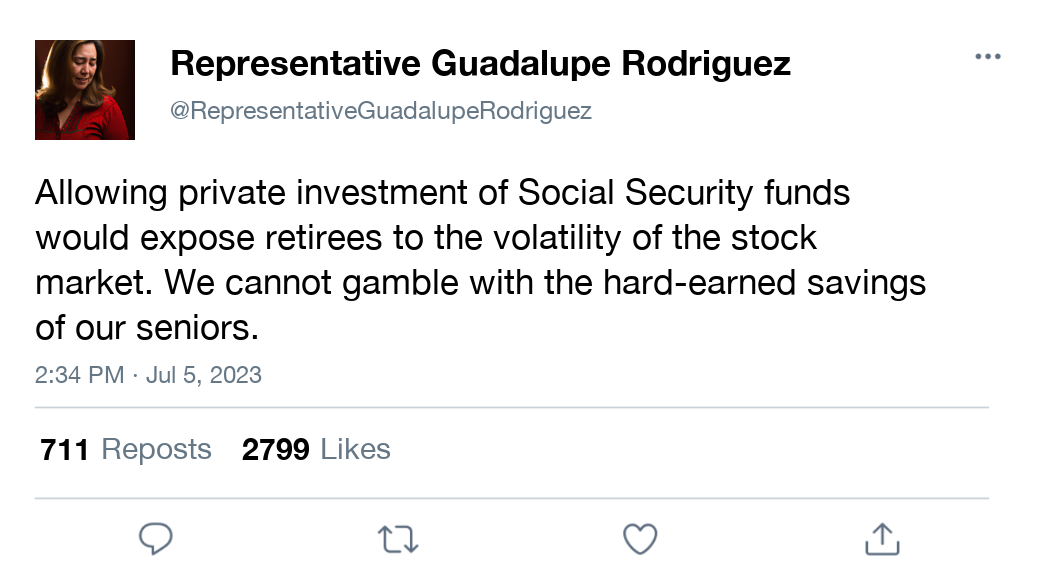 Representative Guadalupe Rodriguez
@RepresentativeGuadalupeRodriguez
Allowing private investment of Social Security funds
would expose retirees to the volatility of the stock
market. We cannot gamble with the hard-earned savings
of our seniors.
2:34 PM · Jul 5, 2023
711 Reposts 2799 Likes